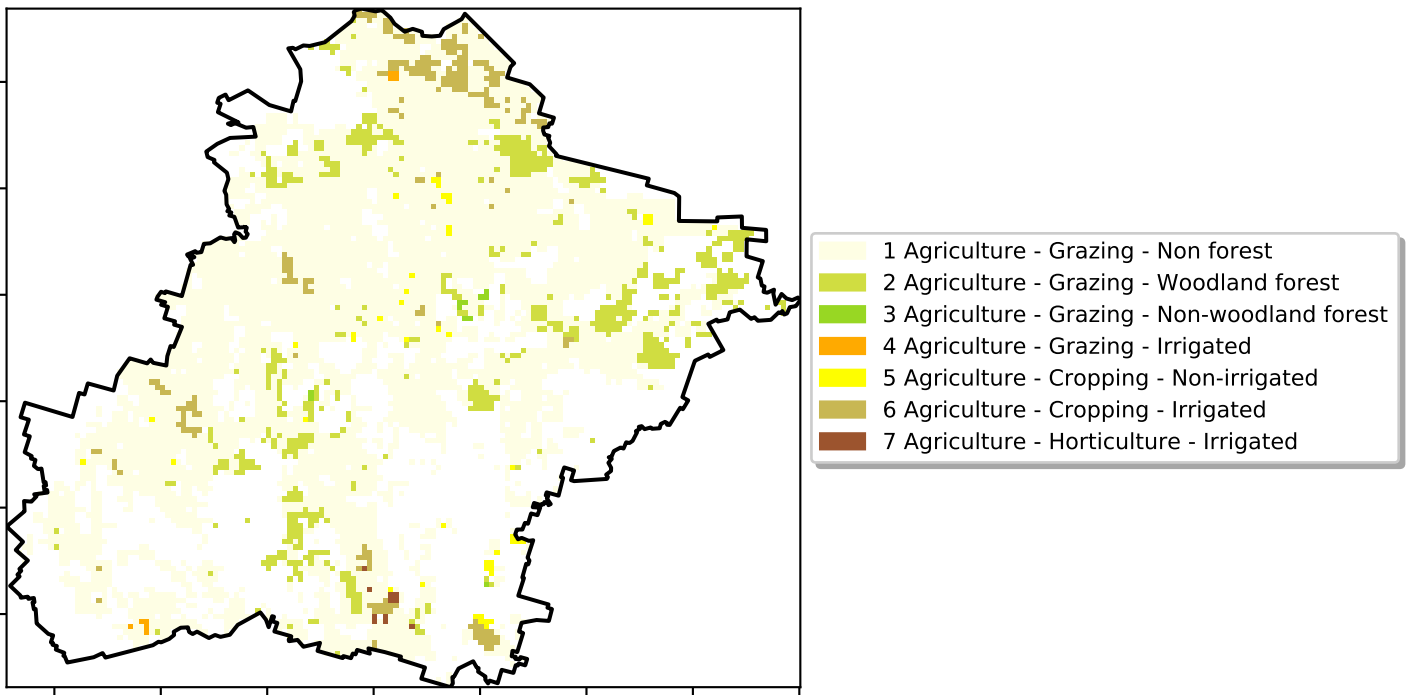 1 Agriculture - Grazing - Non forest
2 Agriculture - Grazing - Woodland forest
3 Agriculture - Grazing - Non-woodland forest
4 Agriculture - Grazing - Irrigated
5 Agriculture - Cropping - Non-irrigated
6 Agriculture - Cropping - Irrigated
7 Agriculture - Horticulture - Irrigated